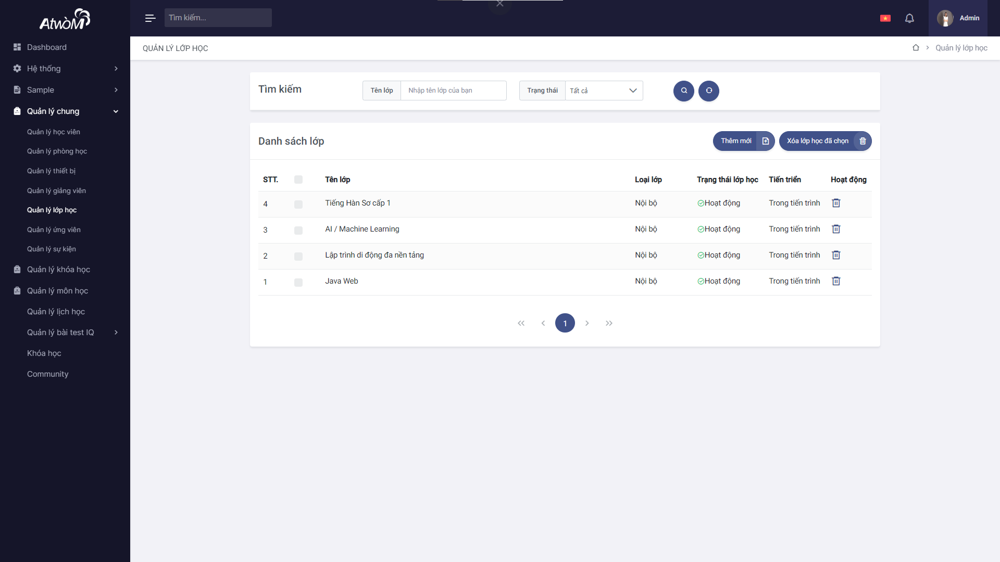 AtwòM
Dashboard
Hệ thống
Sample
Quản lý chung
Quản lý học viên
Quản lý phòng học
Quản lý thiết bị
Quản lý giảng viên
Quản lý lớp học
Quản lý ứng viên
Quản lý sự kiện
Quản lý khóa học
Quản lý môn học
Quản lý lịch học
Quản lý bài test IQ
Khóa học
Community
Tìm kiếm...
Admin
QUẢN LÝ LỚP HỌC
Quản lý lớp học
Tìm kiếm
Tên lớp
Nhập tên lớp của bạn
Trạng thái
Tất cả
Danh sách lớp
Thêm mới
Xóa lớp học đã chọn
STT. Tên lớp Loại lớp Trạng thái lớp học Tiến triển Hoạt động
4 Tiếng Hàn Sơ cấp 1 Nội bộ Hoạt động Trong tiến trình
3 AI / Machine Learning Nội bộ Hoạt động Trong tiến trình
2 Lập trình di động đa nền tảng Nội bộ Hoạt động Trong tiến trình
1 Java Web Nội bộ Hoạt động Trong tiến trình
1